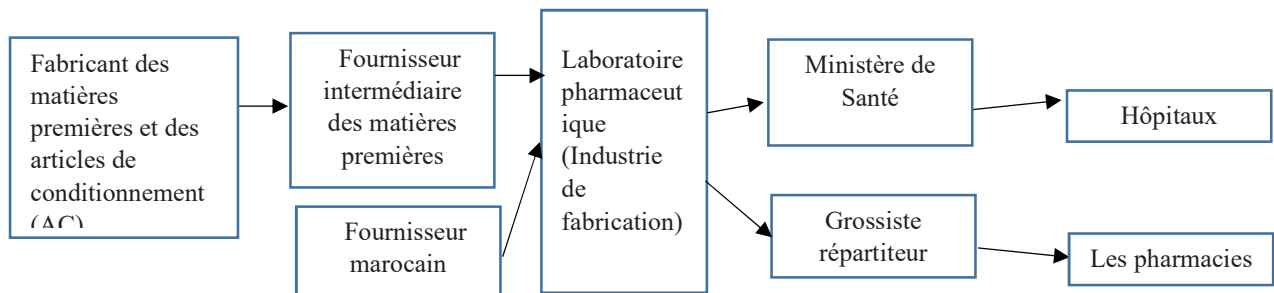 Fabricant des
matières
premières et des
articles de
conditionnement
(AC)
Fournisseur
intermédiaire
des matières
premières
Fournisseur
marocain
Laboratoire
pharmaceut
ique
(Industrie
de
fabrication)
Ministère de
Santé
Hôpitaux
Grossiste
répartiteur
Les pharmacies